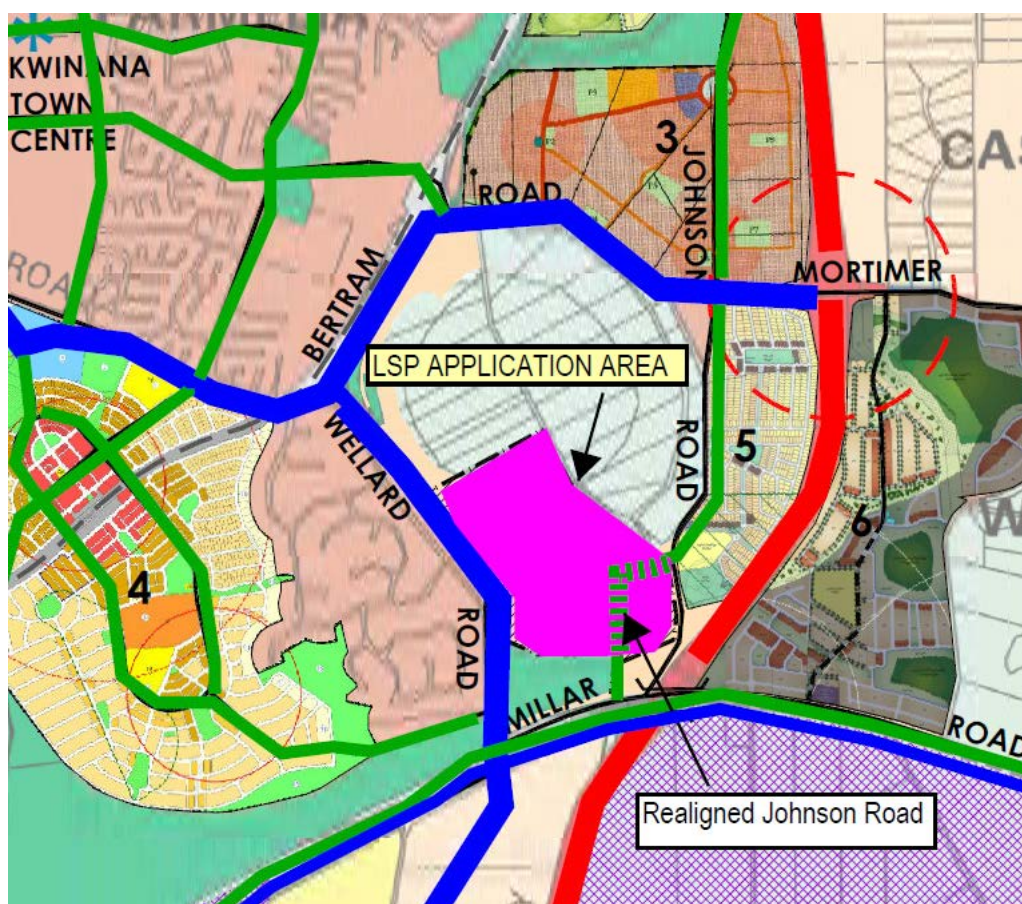 KWINANA
TOWN
CENTRE
3
CAS
JOHNSON
ROAD
MORTIMER
BERTRAM
LSP APPLICATION AREA
WELLARD
ROAD
5
6
W
4
ROAD
MILLAR
ROAD
Realigned Johnson Road